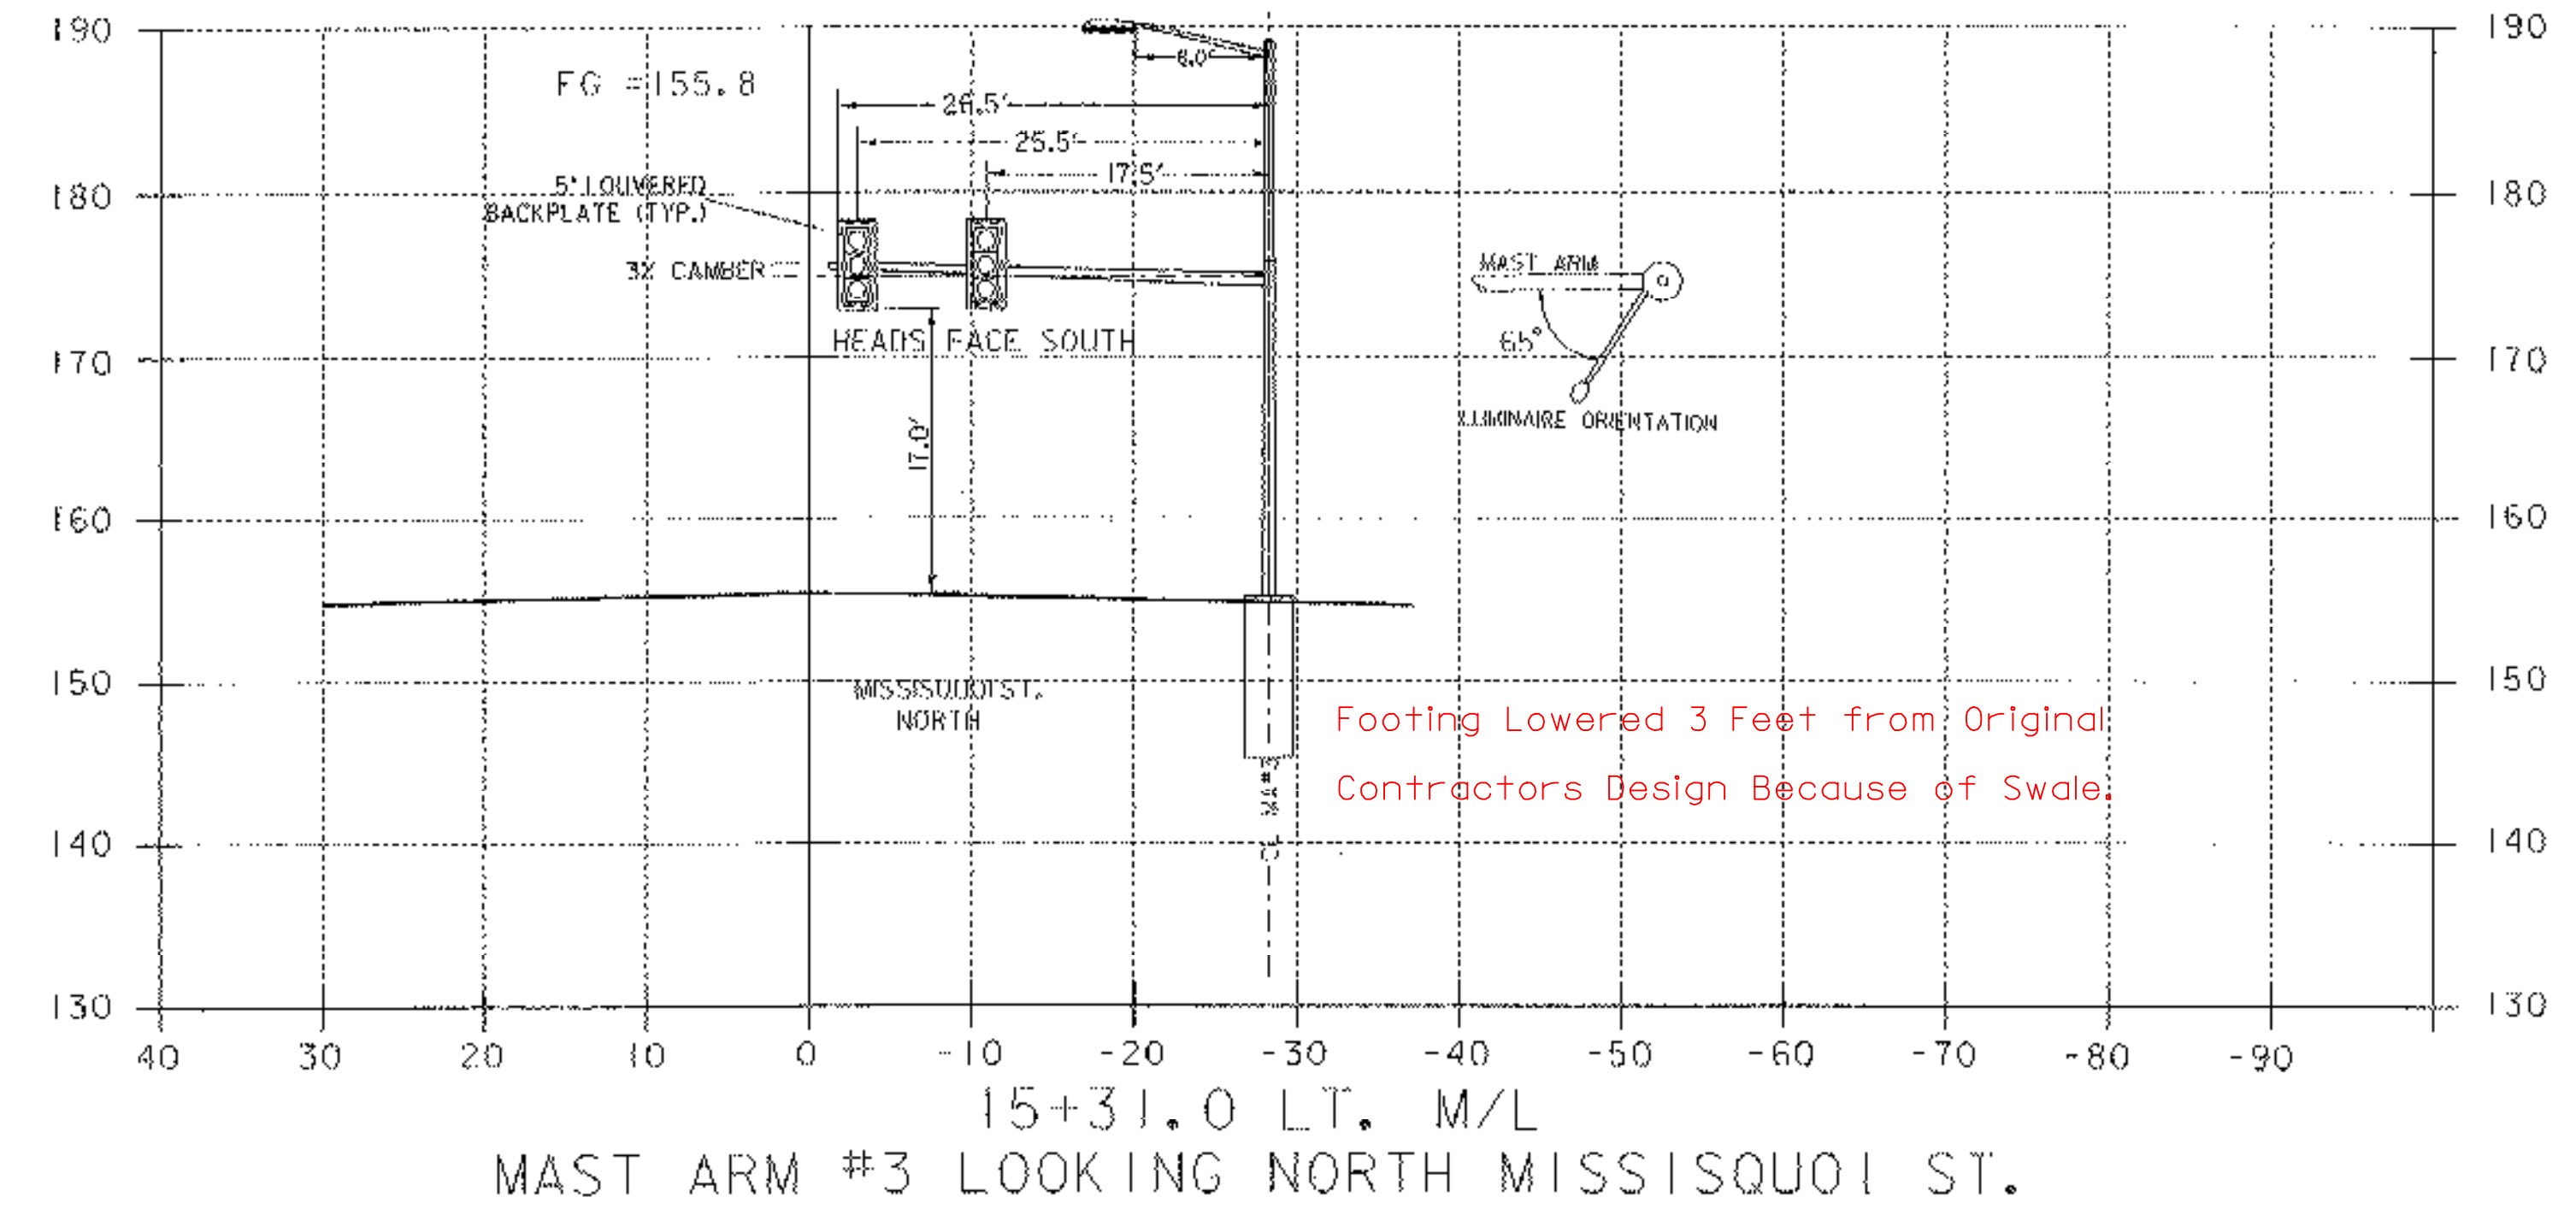 190
190
FG =155.8
8.0'
26.5'
25.5'
17.5'
180
5" LOUVERED
BACKPLATE (TYP.)
180
3% CAMBER
MAST ARM
HEADS FACE SOUTH
65°
170
170
LUMINAIRE ORIENTATION
17.0'
160
160
150
150
MISSISQUOI ST.
NORTH
Footing Lowered 3 Feet from Original
Contractors Design Because of Swale.
MA#3
140
140
130
130
40 30 20 10 0 -10 -20 -30 -40 -50 -60 -70 -80 -90
15+31.0 LT. M/L
MAST ARM #3 LOOKING NORTH MISSISQUOI ST.